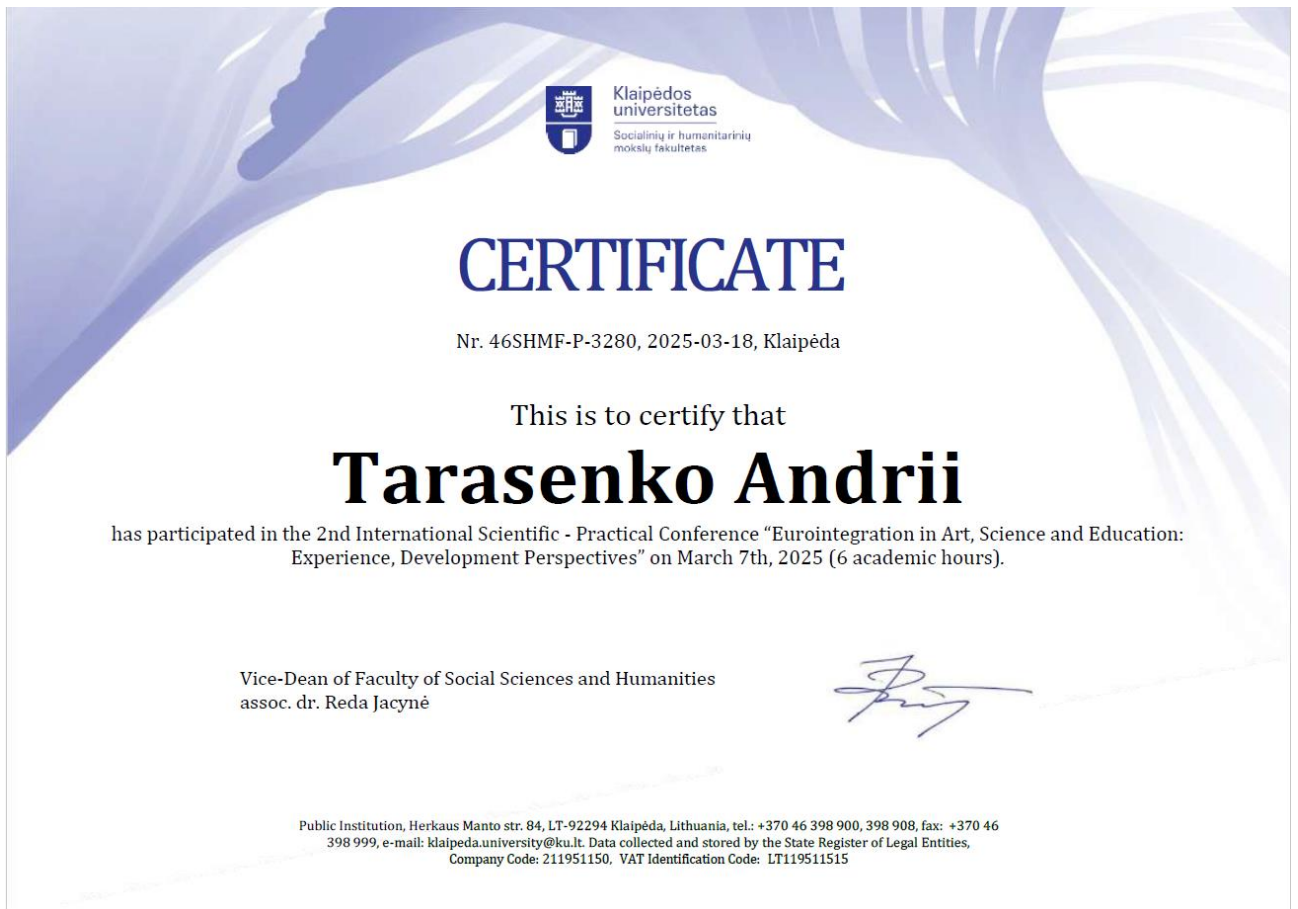 Klaipėdos
universitetas
Socialinių ir humanitarinių
mokslų fakultetas
CERTIFICATE
Nr. 46SHMF-P-3280, 2025-03-18, Klaipėda
This is to certify that
Tarasenko Andrii
has participated in the 2nd International Scientific - Practical Conference “Eurointegration in Art, Science and Education:
Experience, Development Perspectives” on March 7th, 2025 (6 academic hours).
Vice-Dean of Faculty of Social Sciences and Humanities
assoc. dr. Reda Jacynė
Public Institution, Herkaus Manto str. 84, LT-92294 Klaipėda, Lithuania, tel.: +370 46 398 900, 398 908, fax: +370 46
398 999, e-mail: klaipeda.university@ku.lt. Data collected and stored by the State Register of Legal Entities,
Company Code: 211951150, VAT Identification Code: LT119511515